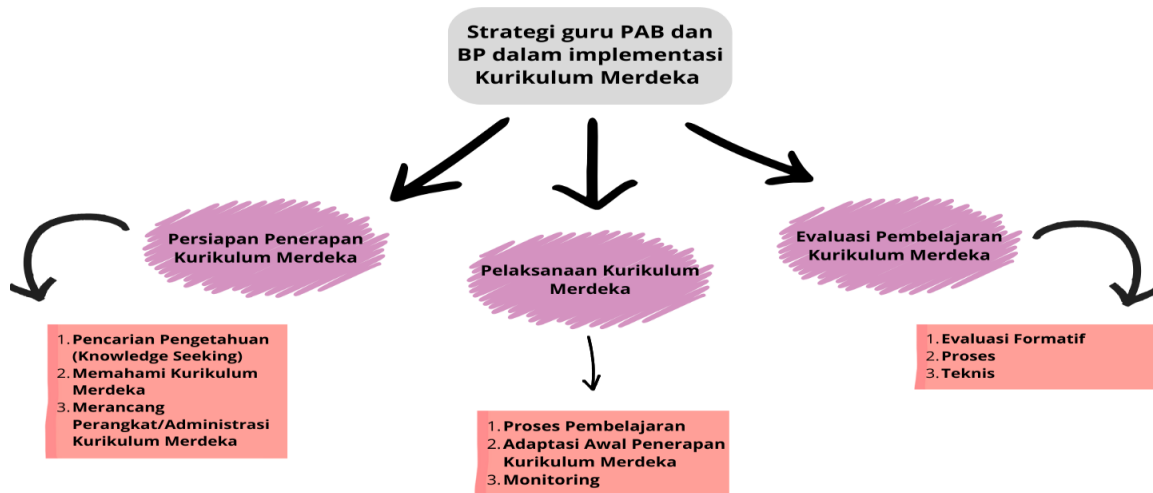 Strategi guru PAB dan
BP dalam implementasi
Kurikulum Merdeka
Persiapan Penerapan
Kurikulum Merdeka
1. Pencarian Pengetahuan
(Knowledge Seeking)
2. Memahami Kurikulum
Merdeka
3. Merancang
Perangkat/Administrasi
Kurikulum Merdeka
Pelaksanaan Kurikulum
Merdeka
1. Proses Pembelajaran
2. Adaptasi Awal Penerapan
Kurikulum Merdeka
3. Monitoring
Evaluasi Pembelajaran
Kurikulum Merdeka
1. Evaluasi Formatif
2. Proses
3. Teknis